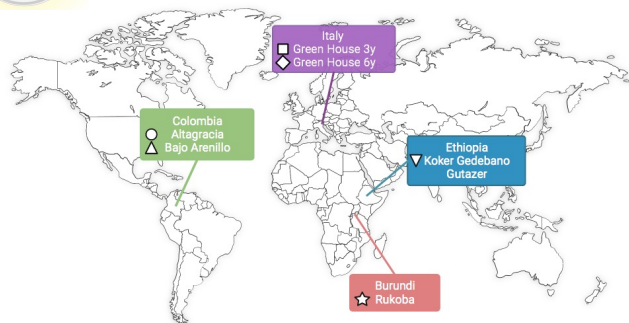 Italy
Green House 3y
Green House 6y
Colombia
Altagracia
Bajo Arenillo
Ethiopia
Koker Gedebano
Gutazer
Burundi
Rukoba